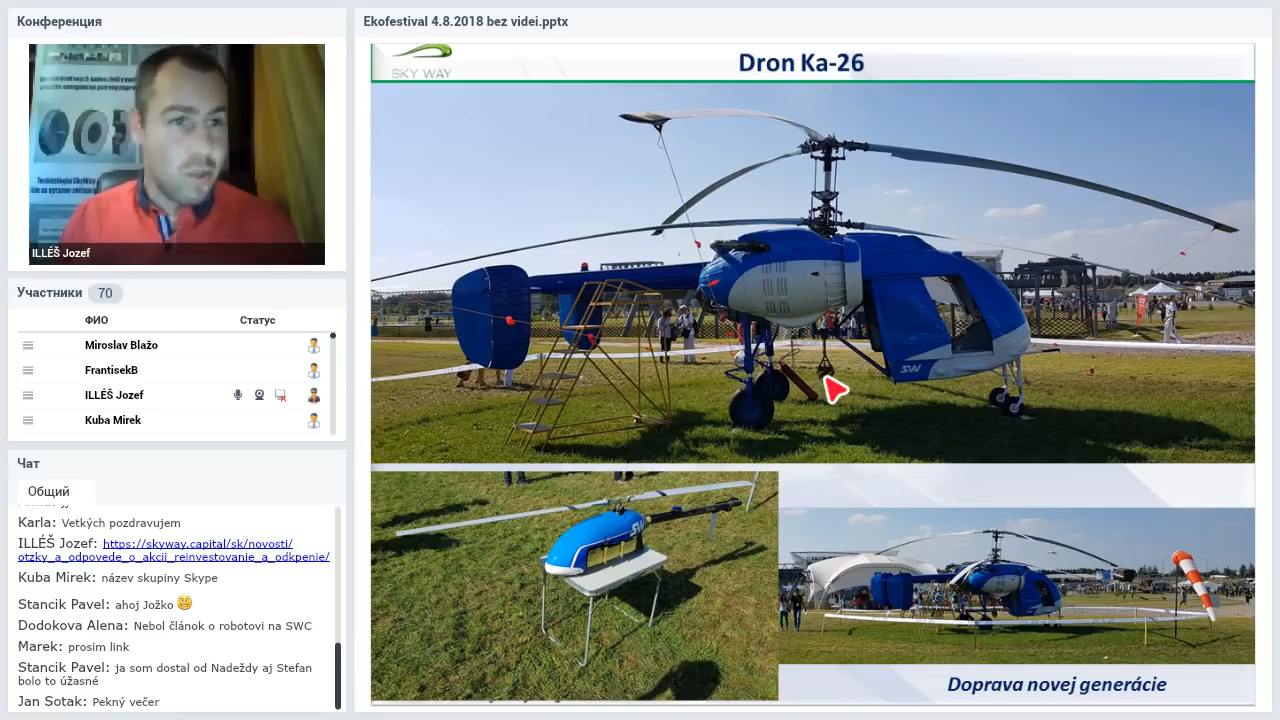 Конференция
ILLÉŠ Jozef
Участники 70
ФИО Статус
Miroslav Blažo
FrantisekB
ILLÉŠ Jozef
Kuba Mirek
Чат
Общий
Karla: Vetkých pozdravujem
ILLÉŠ Jozef: https://skyway.capital/sk/novosti/
otzky_a_odpovede_o_akcii_reinvestovanie_a_odkpenie/
Kuba Mirek: název skupiny Skype
Stancik Pavel: ahoj Jožko
Dodokova Alena: Nebol článok o robotovi na SWC
Marek: prosim link
Stancik Pavel: ja som dostal od Nadeždy aj Stefan
bolo to úžasné
Jan Sotak: Pekný večer
Ekofestival 4.8.2018 bez videi.pptx
SKY WAY
Dron Ka-26
SW
SW
Doprava novej generácie